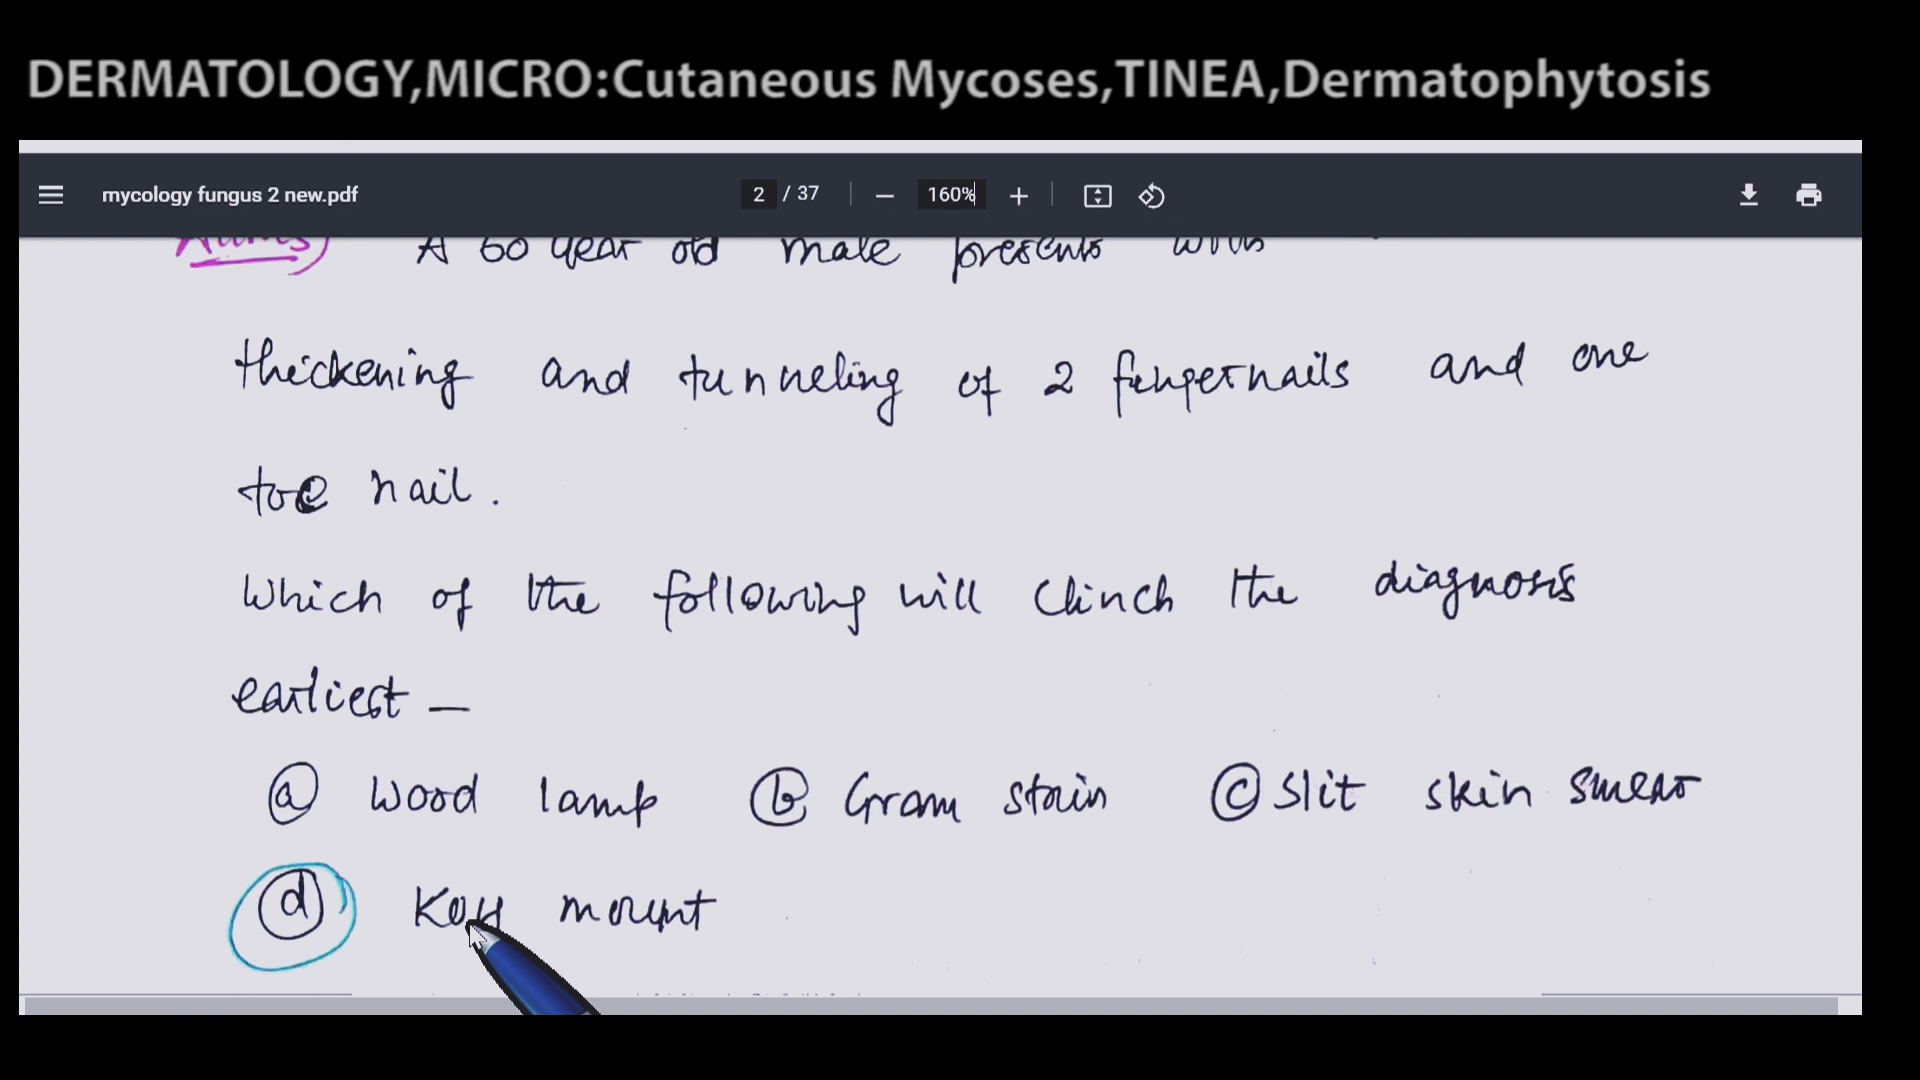 DERMATOLOGY,MICRO:Cutaneous Mycoses,TINEA,Dermatophytosis
mycology fungus 2 new.pdf 2 / 37 160%
A 60 year old male presents with
thickening and tunneling of 2 fingernails and one
toe nail.
Which of the following will clinch the diagnosis
earliest —
ⓐ Wood lamp ⓑ Gram stain ⓒ Slit skin smear
ⓓ KOH mount